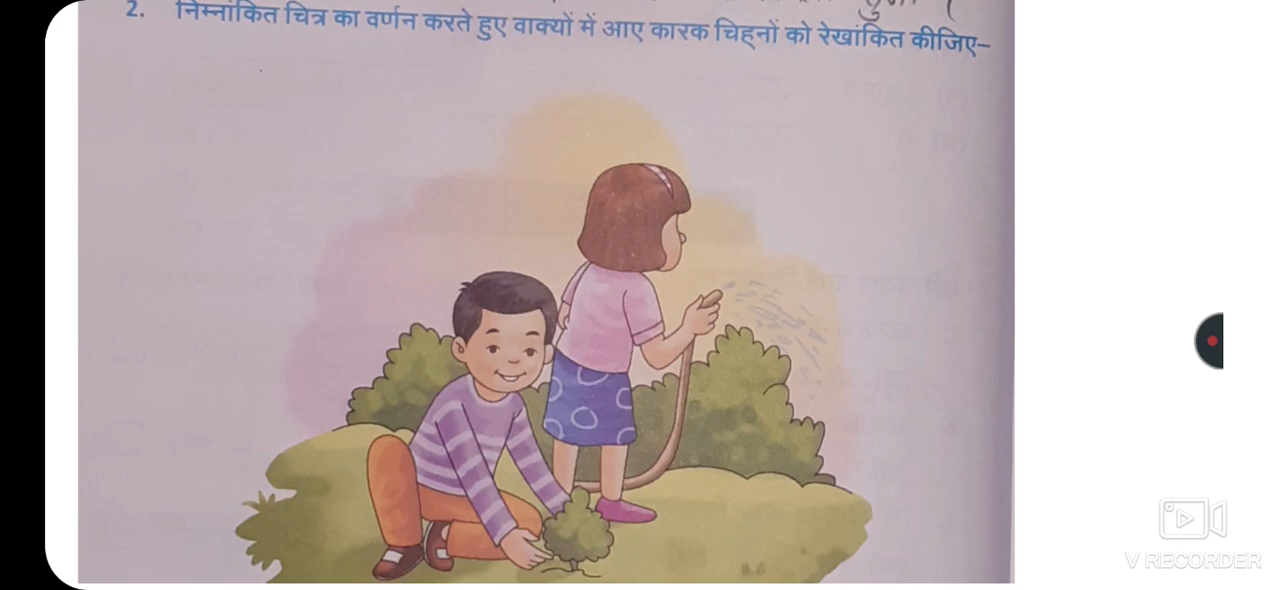 2. निम्नांकित चित्र का वर्णन करते हुए वाक्यों में आए कारक चिह्नों को रेखांकित कीजिए–
V RECORDER